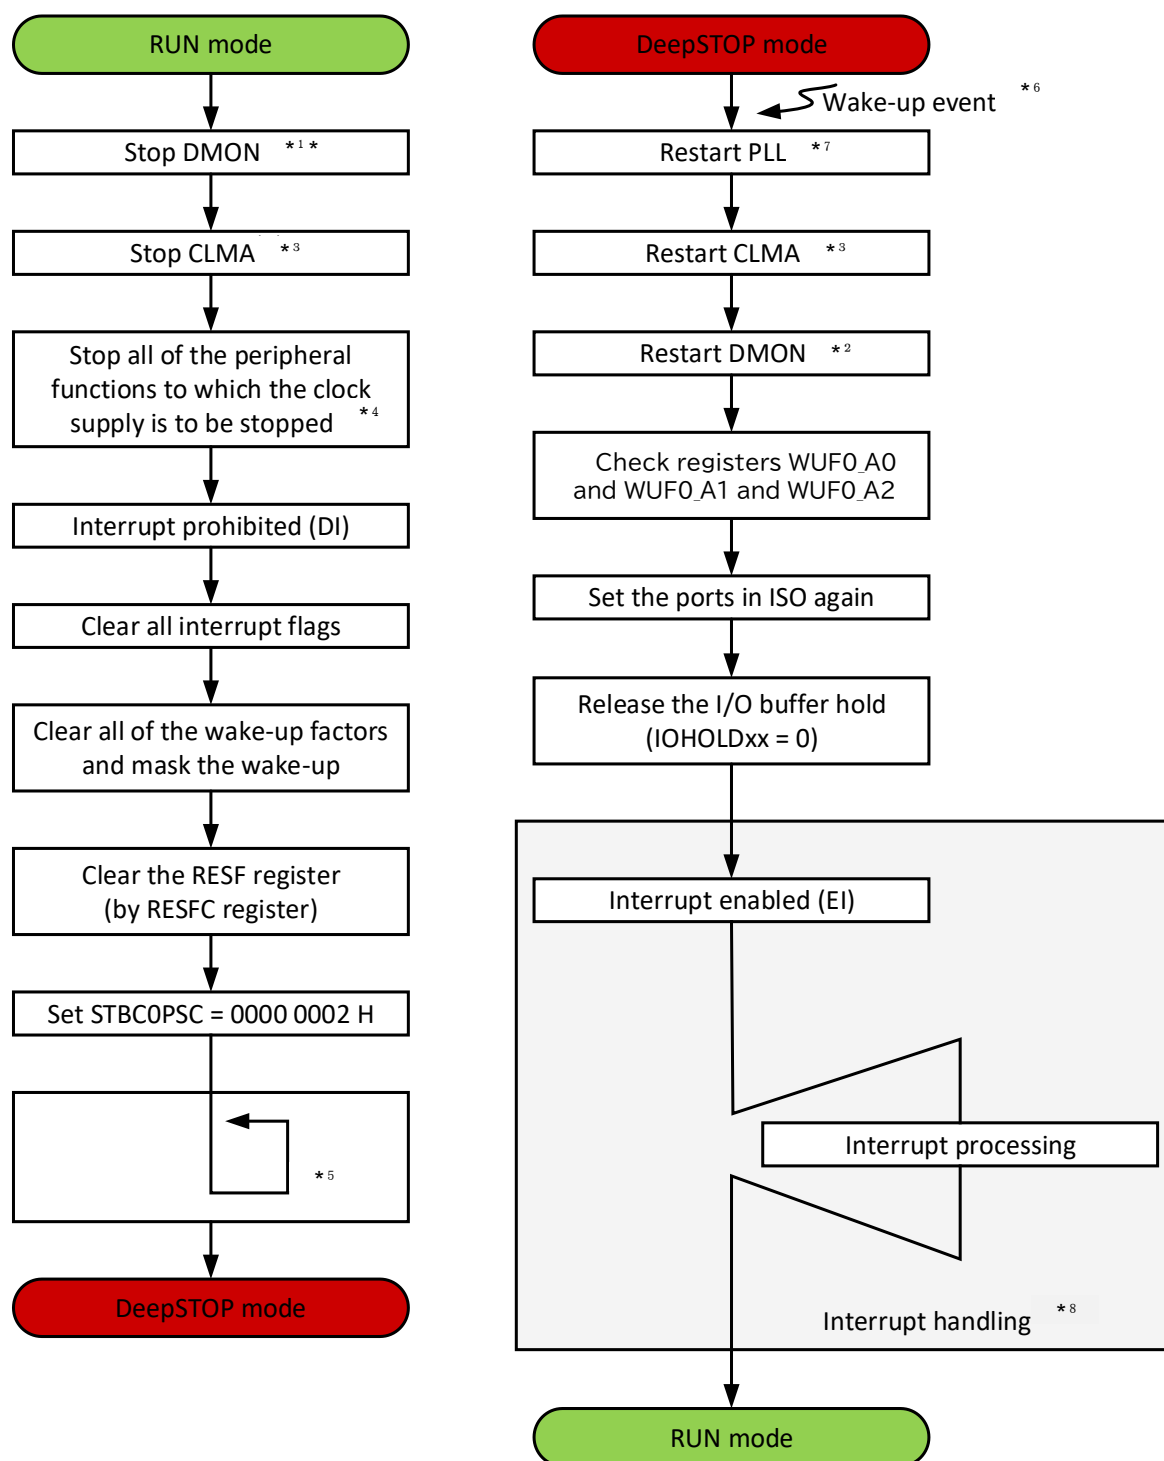 RUN mode
Stop DMON *1 *
Stop CLMA *3
Stop all of the peripheral
functions to which the clock
supply is to be stopped *4
Interrupt prohibited (DI)
Clear all interrupt flags
Clear all of the wake-up factors
and mask the wake-up
Clear the RESF register
(by RESFC register)
Set STBC0PSC = 0000 0002 H
*5
DeepSTOP mode
DeepSTOP mode
Wake-up event *6
Restart PLL *7
Restart CLMA *3
Restart DMON *2
Check registers WUF0_A0
and WUF0_A1 and WUF0_A2
Set the ports in ISO again
Release the I/O buffer hold
(IOHOLDxx = 0)
Interrupt enabled (EI)
Interrupt processing
Interrupt handling *8
RUN mode